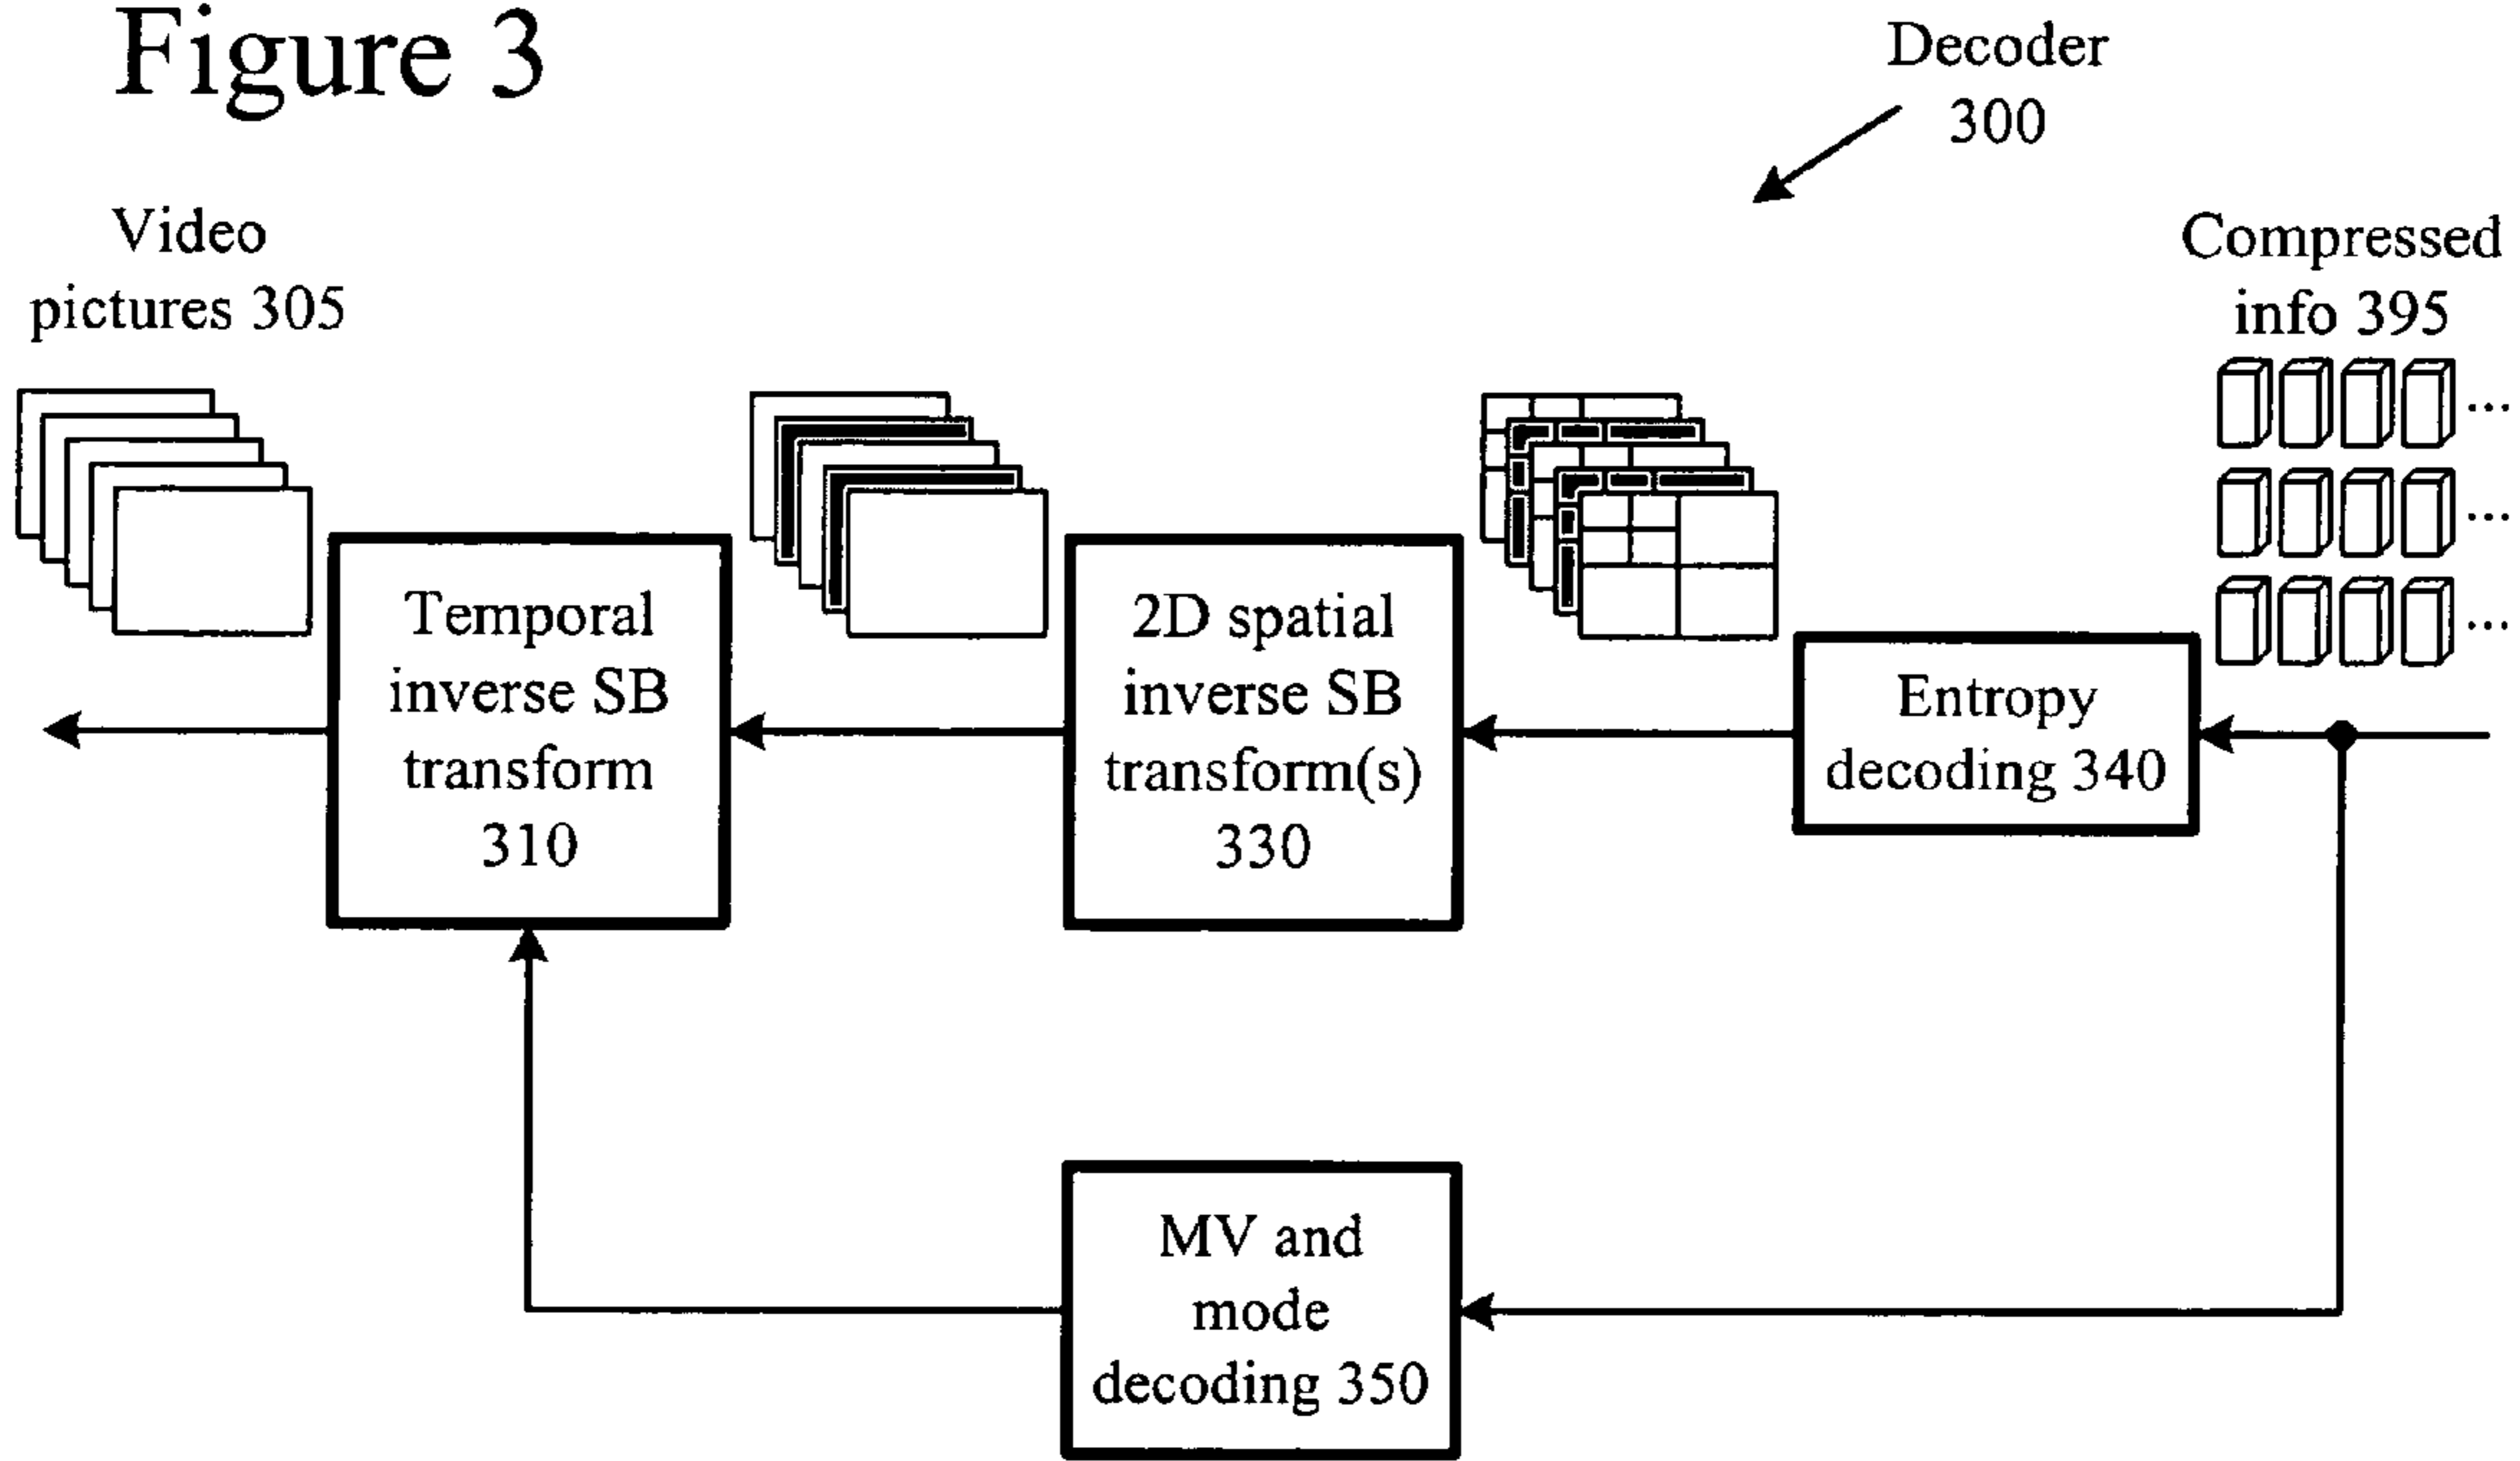 Figure 3
Decoder
300
Video
pictures 305
Compressed
info 395
...
...
...
Temporal
inverse SB
transform
310
2D spatial
inverse SB
transform(s)
330
Entropy
decoding 340
MV and
mode
decoding 350